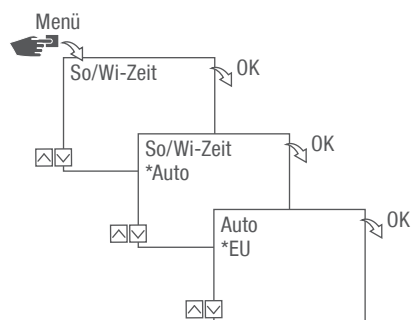 Menü
So/Wi-Zeit
OK
So/Wi-Zeit
*Auto
OK
Auto
*EU
OK